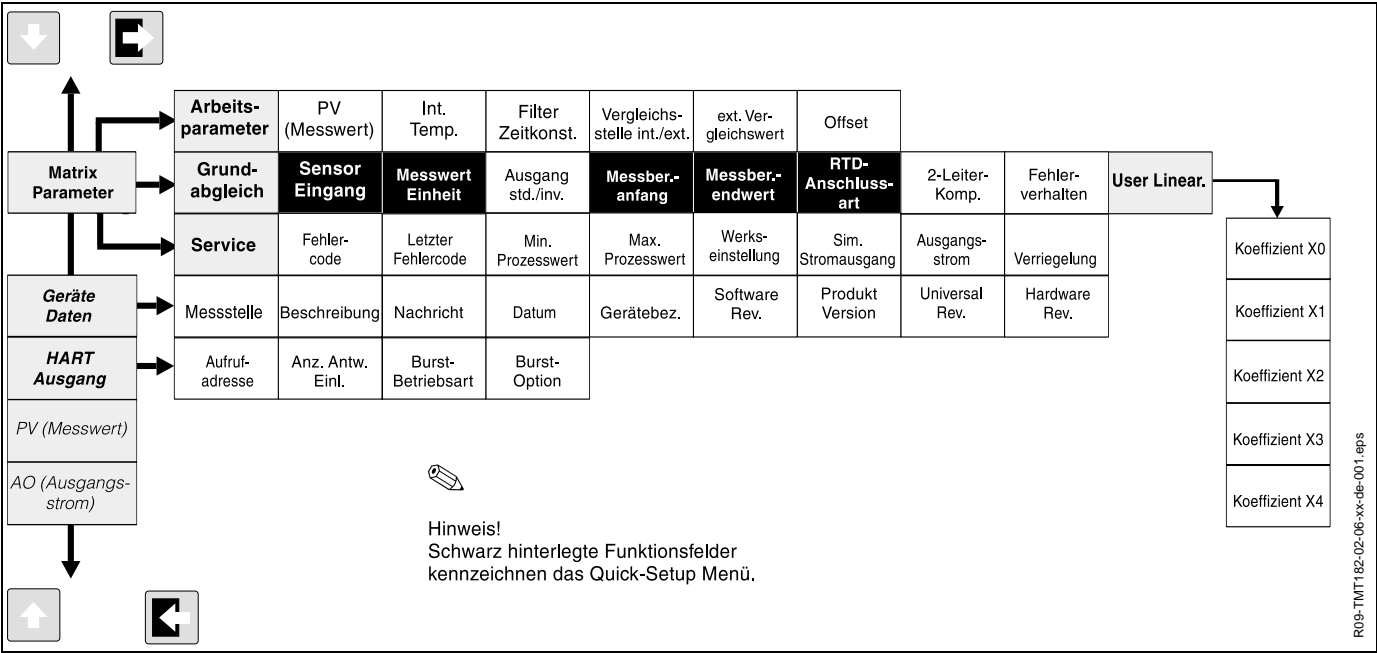 Arbeits-
parameter
PV
(Messwert)
Int.
Temp.
Filter
Zeitkonst.
Vergleichs-
stelle int./ext.
ext. Ver-
gleichswert
Offset
Matrix
Parameter
Grund-
abgleich
Sensor
Eingang
Messwert
Einheit
Ausgang
std./inv.
Messber.-
anfang
Messber.-
endwert
RTD-
Anschluss-
art
2-Leiter-
Komp.
Fehler-
verhalten
User Linear.
Service
Fehler-
code
Letzter
Fehlercode
Min.
Prozesswert
Max.
Prozesswert
Werks-
einstellung
Sim.
Stromausgang
Ausgangs-
strom
Verriegelung
Koeffizient X0
Geräte
Daten
Messstelle
Beschreibung
Nachricht
Datum
Gerätebez.
Software
Rev.
Produkt
Version
Universal
Rev.
Hardware
Rev.
Koeffizient X1
HART
Ausgang
Aufruf-
adresse
Anz. Antw.
Einl.
Burst-
Betriebsart
Burst-
Option
Koeffizient X2
PV (Messwert)
Koeffizient X3
AO (Ausgangs-
strom)
Koeffizient X4
Hinweis!
Schwarz hinterlegte Funktionsfelder
kennzeichnen das Quick-Setup Menü.
R09-TMT182-02-06-xx-de-001.eps